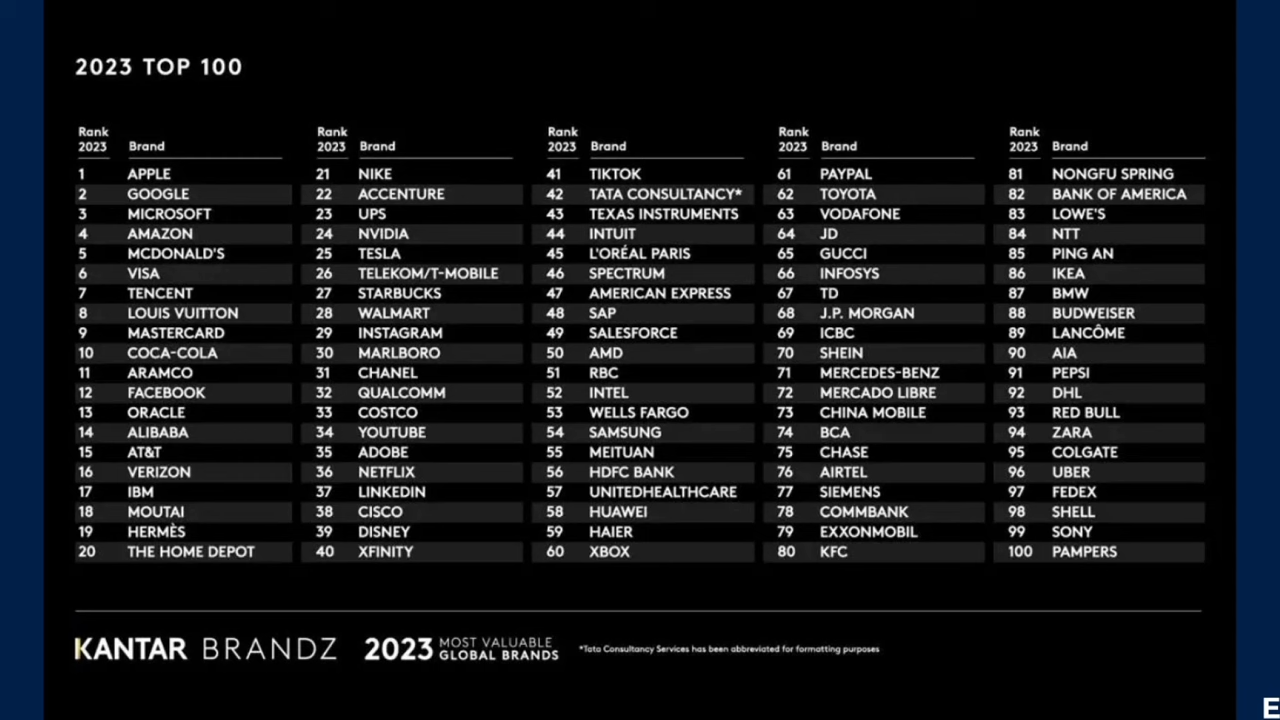 2023 TOP 100
Rank 2023 Brand
1 APPLE
2 GOOGLE
3 MICROSOFT
4 AMAZON
5 MCDONALD'S
6 VISA
7 TENCENT
8 LOUIS VUITTON
9 MASTERCARD
10 COCA-COLA
11 ARAMCO
12 FACEBOOK
13 ORACLE
14 ALIBABA
15 AT&T
16 VERIZON
17 IBM
18 MOUTAI
19 HERMÈS
20 THE HOME DEPOT
Rank 2023 Brand
21 NIKE
22 ACCENTURE
23 UPS
24 NVIDIA
25 TESLA
26 TELEKOM/T-MOBILE
27 STARBUCKS
28 WALMART
29 INSTAGRAM
30 MARLBORO
31 CHANEL
32 QUALCOMM
33 COSTCO
34 YOUTUBE
35 ADOBE
36 NETFLIX
37 LINKEDIN
38 CISCO
39 DISNEY
40 XFINITY
Rank 2023 Brand
41 TIKTOK
42 TATA CONSULTANCY*
43 TEXAS INSTRUMENTS
44 INTUIT
45 L'ORÉAL PARIS
46 SPECTRUM
47 AMERICAN EXPRESS
48 SAP
49 SALESFORCE
50 AMD
51 RBC
52 INTEL
53 WELLS FARGO
54 SAMSUNG
55 MEITUAN
56 HDFC BANK
57 UNITEDHEALTHCARE
58 HUAWEI
59 HAIER
60 XBOX
Rank 2023 Brand
61 PAYPAL
62 TOYOTA
63 VODAFONE
64 JD
65 GUCCI
66 INFOSYS
67 TD
68 J.P. MORGAN
69 ICBC
70 SHEIN
71 MERCEDES-BENZ
72 MERCADO LIBRE
73 CHINA MOBILE
74 BCA
75 CHASE
76 AIRTEL
77 SIEMENS
78 COMMBANK
79 EXXONMOBIL
80 KFC
Rank 2023 Brand
81 NONGFU SPRING
82 BANK OF AMERICA
83 LOWE'S
84 NTT
85 PING AN
86 IKEA
87 BMW
88 BUDWEISER
89 LANCÔME
90 AIA
91 PEPSI
92 DHL
93 RED BULL
94 ZARA
95 COLGATE
96 UBER
97 FEDEX
98 SHELL
99 SONY
100 PAMPERS
KANTAR BRANDZ
2023 MOST VALUABLE GLOBAL BRANDS
*Tata Consultancy Services has been abbreviated for formatting purposes
E